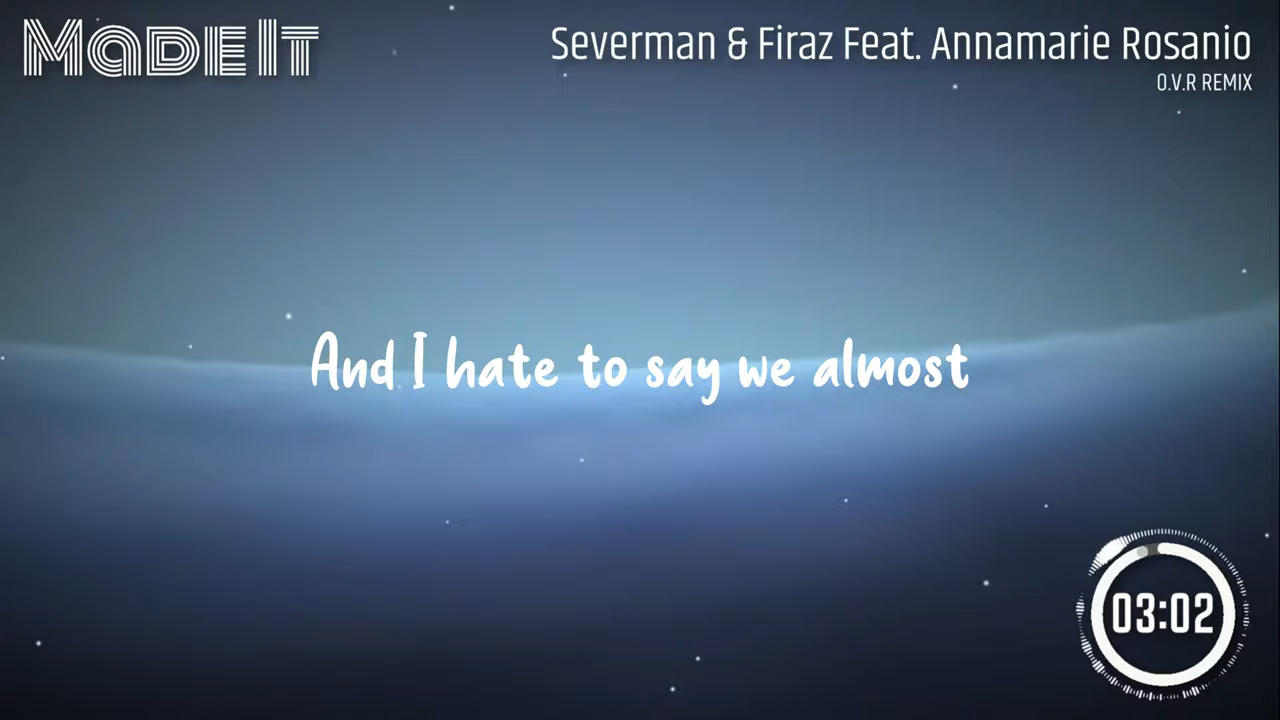 MaDE IT
Severman & Firaz Feat. Annamarie Rosanio
O.V.R REMIX
And I hate to say we almost
03:02